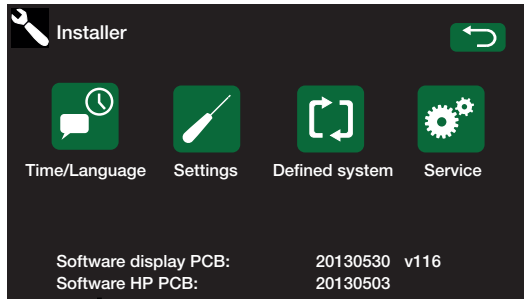 Installer
Time/Language Settings Defined system Service
Software display PCB: 20130530 v116
Software HP PCB: 20130503